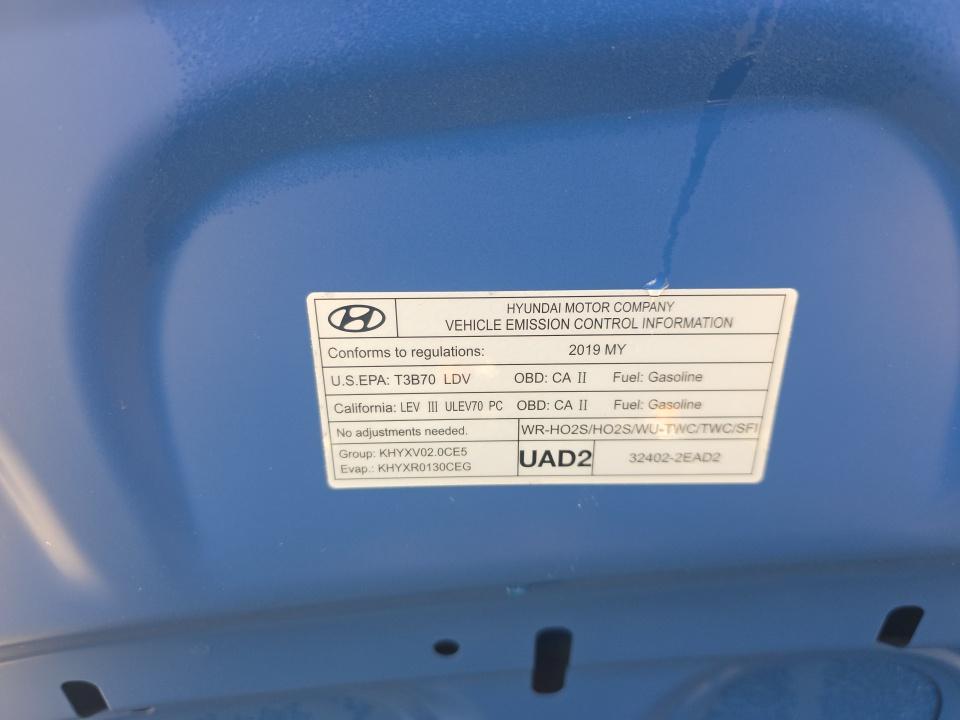 HYUNDAI MOTOR COMPANY
VEHICLE EMISSION CONTROL INFORMATION
Conforms to regulations: 2019 MY
U.S.EPA: T3B70 LDV OBD: CA II Fuel: Gasoline
California: LEV III ULEV70 PC OBD: CA II Fuel: Gasoline
No adjustments needed. WR-HO2S/HO2S/WU-TWC/TWC/SFI
Group: KHYXV02.0CE5
Evap.: KHYXR0130CEG
UAD2 32402-2EAD2